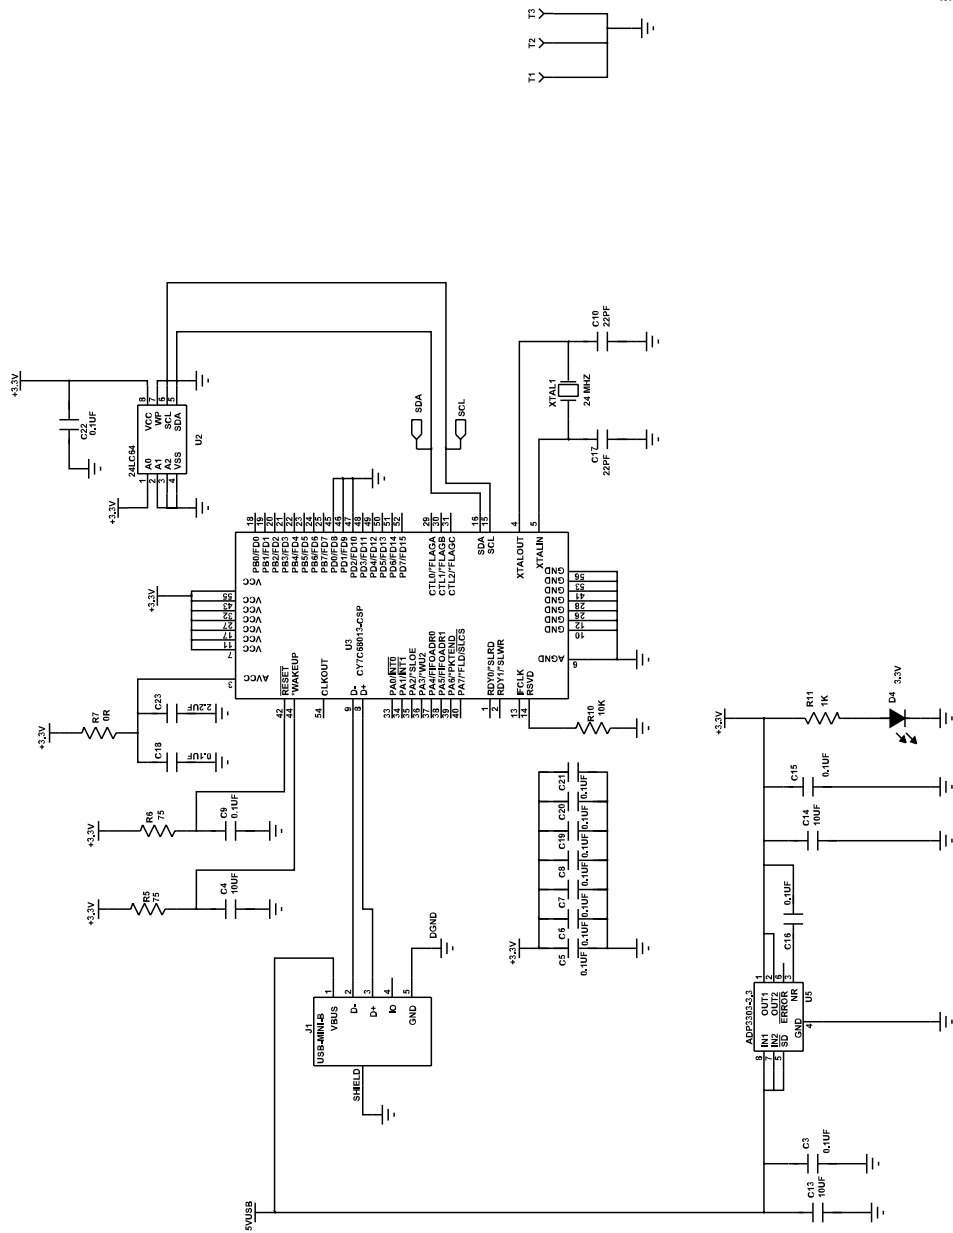 T3
T2
T1
+3.3V
C22
0.1UF
24LC64
U2
VCC 8
WP 7
SCL 6
SDA 5
1 A0
2 A1
3 A2
4 VSS
+3.3V
SDA
SCL
C10
22PF
XTAL1
24 MHZ
C17
22PF
U3
CY7C68013-CSP
+3.3V
VCC 55
VCC 43
VCC 32
VCC 27
VCC 17
VCC 11
VCC 7
AVCC 3
PB0/FD0 18
PB1/FD1 19
PB2/FD2 20
PB3/FD3 21
PB4/FD4 22
PB5/FD5 23
PB6/FD6 24
PB7/FD7 25
PD0/FD8 45
PD1/FD9 46
PD2/FD10 47
PD3/FD11 48
PD4/FD12 49
PD5/FD13 50
PD6/FD14 51
PD7/FD15 52
CTL0/*FLAGA 29
CTL1/*FLAGB 30
CTL2/*FLAGC 31
SDA 16
SCL 15
XTALOUT 4
XTALIN 5
GND 56
GND 53
GND 41
GND 28
GND 26
GND 12
GND 10
AGND 6
42 RESET
44 *WAKEUP
54 CLKOUT
9 D-
8 D+
33 PA0/INT0
34 PA1/INT1
35 PA2/*SLOE
36 PA3/*WU2
37 PA4/FIFOADR0
38 PA5/FIFOADR1
39 PA6/*PKTEND
40 PA7/*FLD/SLCS
1 RDY0/*SLRD
2 RDY1/*SLWR
13 IFCLK
14 RSVD
R10
10K
+3.3V
R7
0R
C23
2.2UF
C18
0.1UF
+3.3V
R6
75
C9
0.1UF
+3.3V
R5
75
C4
10UF
+3.3V
C21
0.1UF
C20
0.1UF
C19
0.1UF
C8
0.1UF
C7
0.1UF
C6
0.1UF
C5
0.1UF
DGND
J1
USB-MINI-B
VBUS 1
D- 2
D+ 3
IO 4
GND 5
SHIELD
5VUSB
+3.3V
R11
1K
D4
3.3V
C15
0.1UF
C14
10UF
C16
0.1UF
ADP3303-3.3
U5
OUT1 1
OUT2 2
ERROR 6
NR 3
GND 4
8 IN1
7 IN2
5 SD
C3
0.1UF
C13
10UF